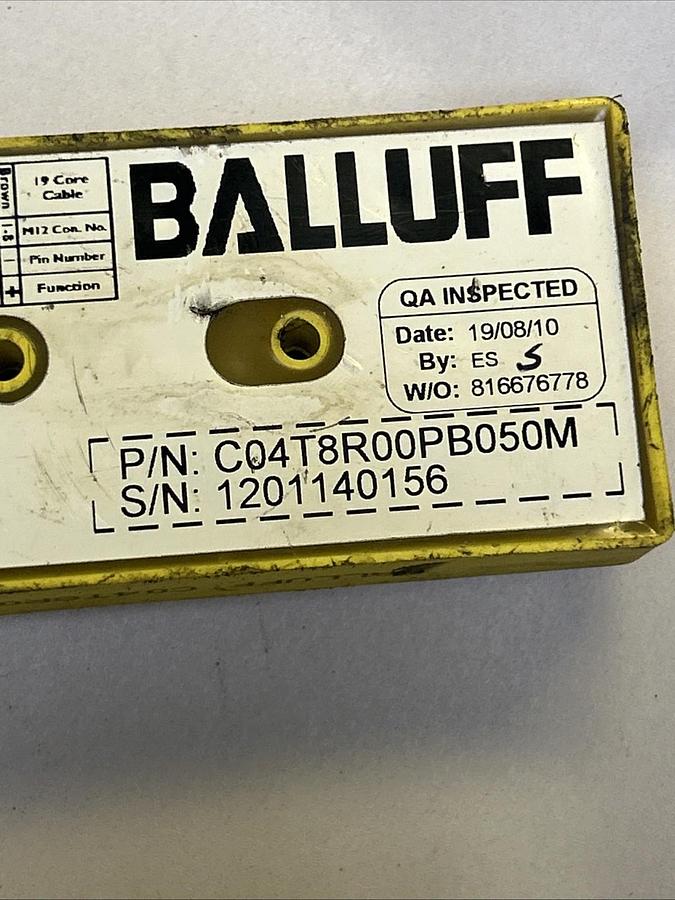 BALLUFF
19 Core
Cable
Brown
M12 Con. No.
1-8
Pin Number
-
Function
+
QA INSPECTED
Date: 19/08/10
By: ES S
W/O: 816676778
P/N: C04T8R00PB050M
S/N: 1201140156